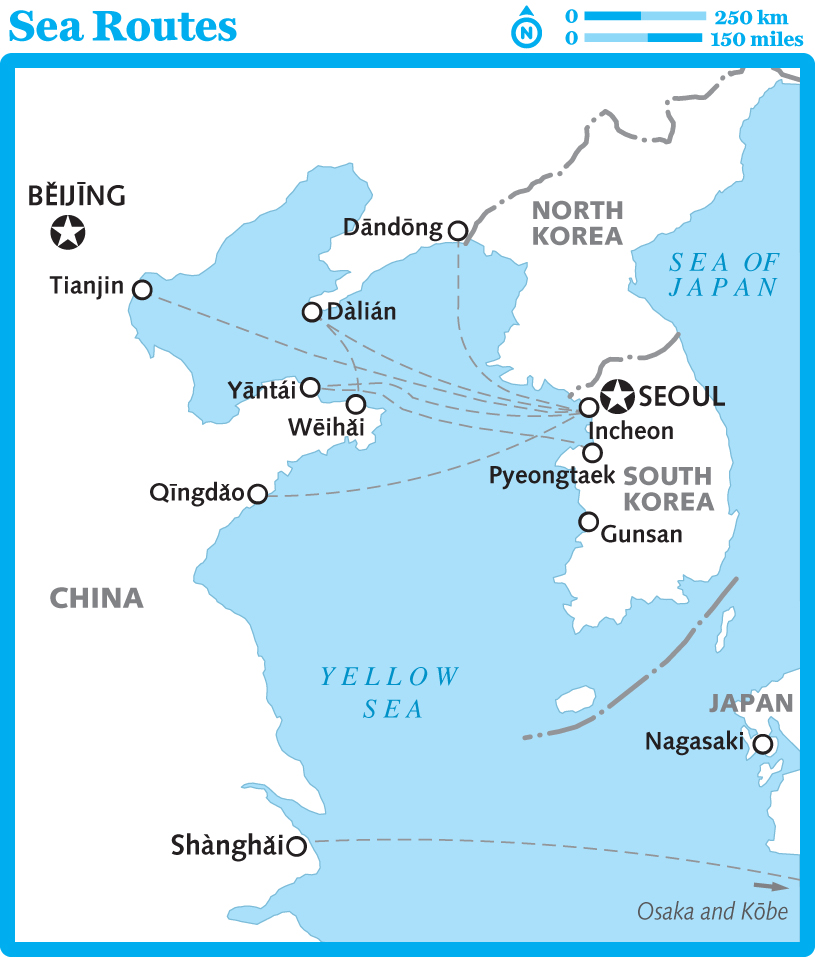 Sea Routes
0 250 km
N
0 150 miles
BĚIJĪNG
Dāndōng
NORTH
KOREA
SEA OF
JAPAN
Tianjin
Dàlián
Yāntái
SEOUL
Wēihǎi
Incheon
Pyeongtaek
SOUTH
KOREA
Qīngdǎo
Gunsan
CHINA
YELLOW
SEA
JAPAN
Nagasaki
Shànghǎi
Osaka and Kōbe